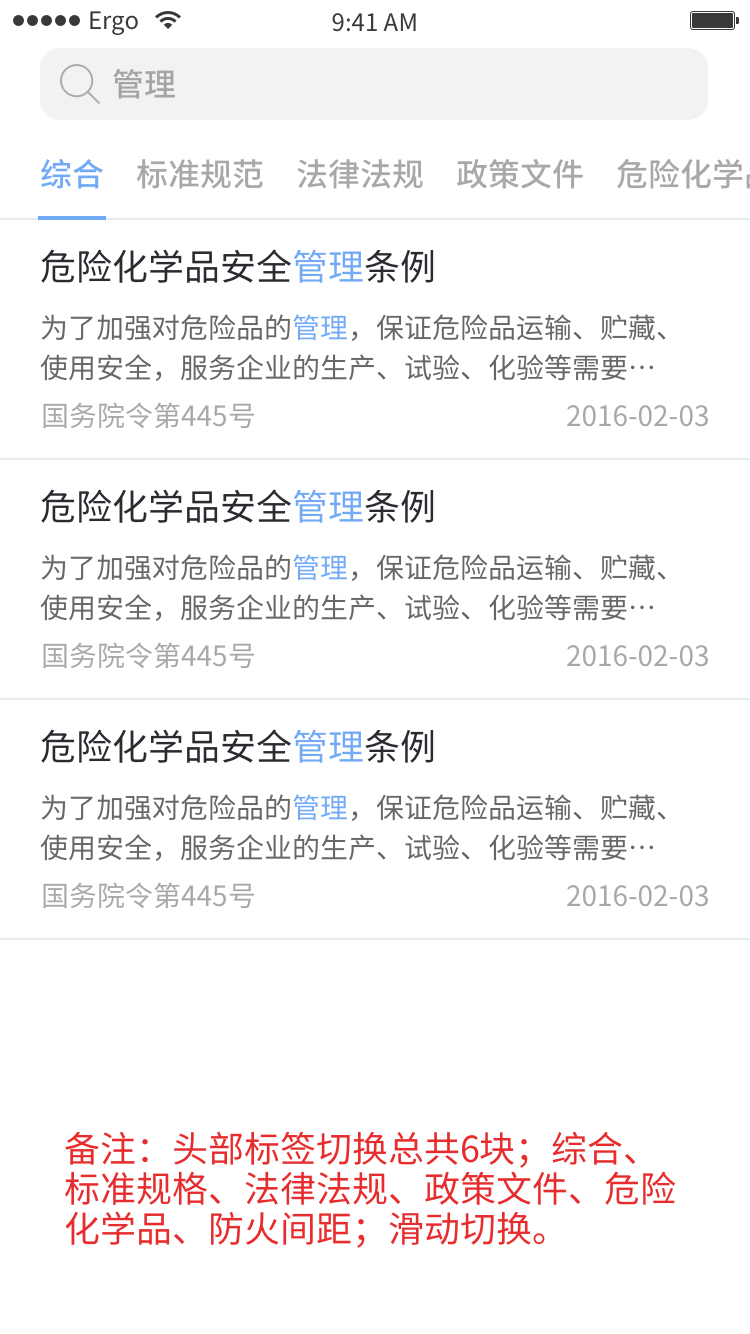 ●●●●● Ergo 9:41 AM
管理
综合 标准规范 法律法规 政策文件 危险化学
危险化学品安全管理条例
为了加强对危险品的管理，保证危险品运输、贮藏、
使用安全，服务企业的生产、试验、化验等需要…
国务院令第445号 2016-02-03
危险化学品安全管理条例
为了加强对危险品的管理，保证危险品运输、贮藏、
使用安全，服务企业的生产、试验、化验等需要…
国务院令第445号 2016-02-03
危险化学品安全管理条例
为了加强对危险品的管理，保证危险品运输、贮藏、
使用安全，服务企业的生产、试验、化验等需要…
国务院令第445号 2016-02-03
备注：头部标签切换总共6块；综合、
标准规格、法律法规、政策文件、危险
化学品、防火间距；滑动切换。